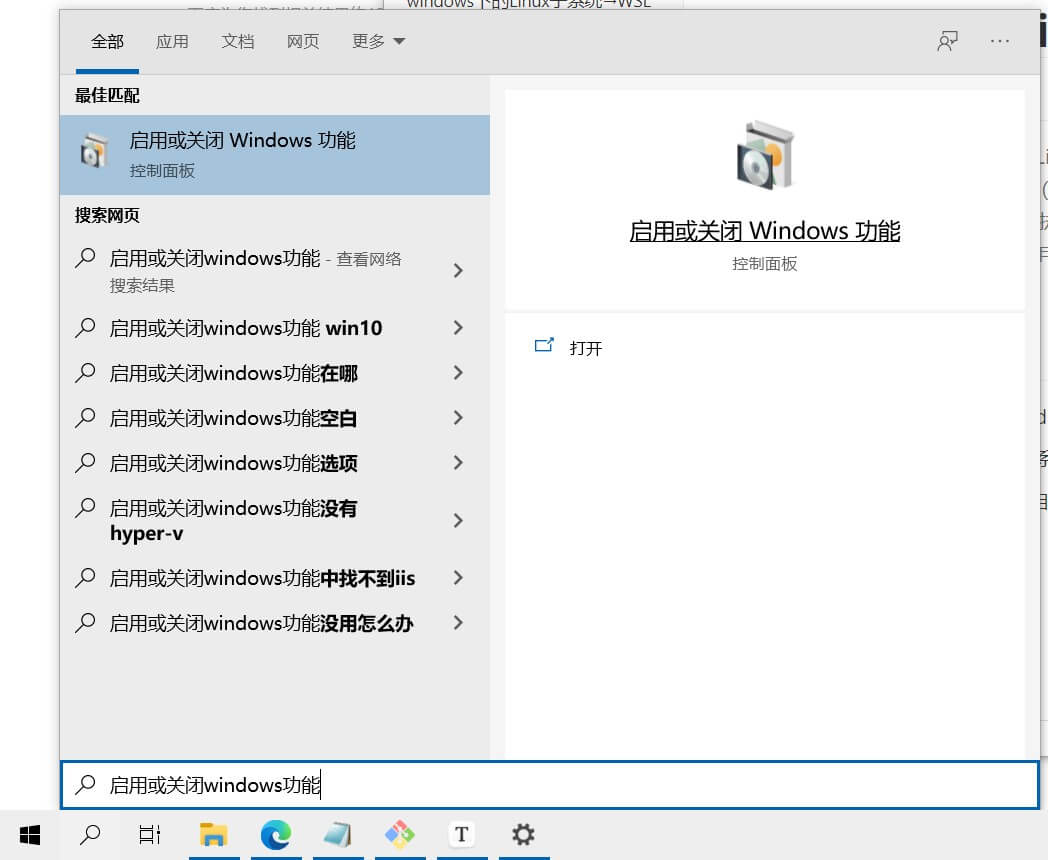 windows下的Linux子系统→WSL
全部 应用 文档 网页 更多
最佳匹配
启用或关闭 Windows 功能
控制面板
搜索网页
启用或关闭windows功能 - 查看网络
搜索结果
启用或关闭windows功能 win10
启用或关闭windows功能在哪
启用或关闭windows功能空白
启用或关闭windows功能选项
启用或关闭windows功能没有
hyper-v
启用或关闭windows功能中找不到iis
启用或关闭windows功能没用怎么办
启用或关闭 Windows 功能
控制面板
打开
启用或关闭windows功能
T